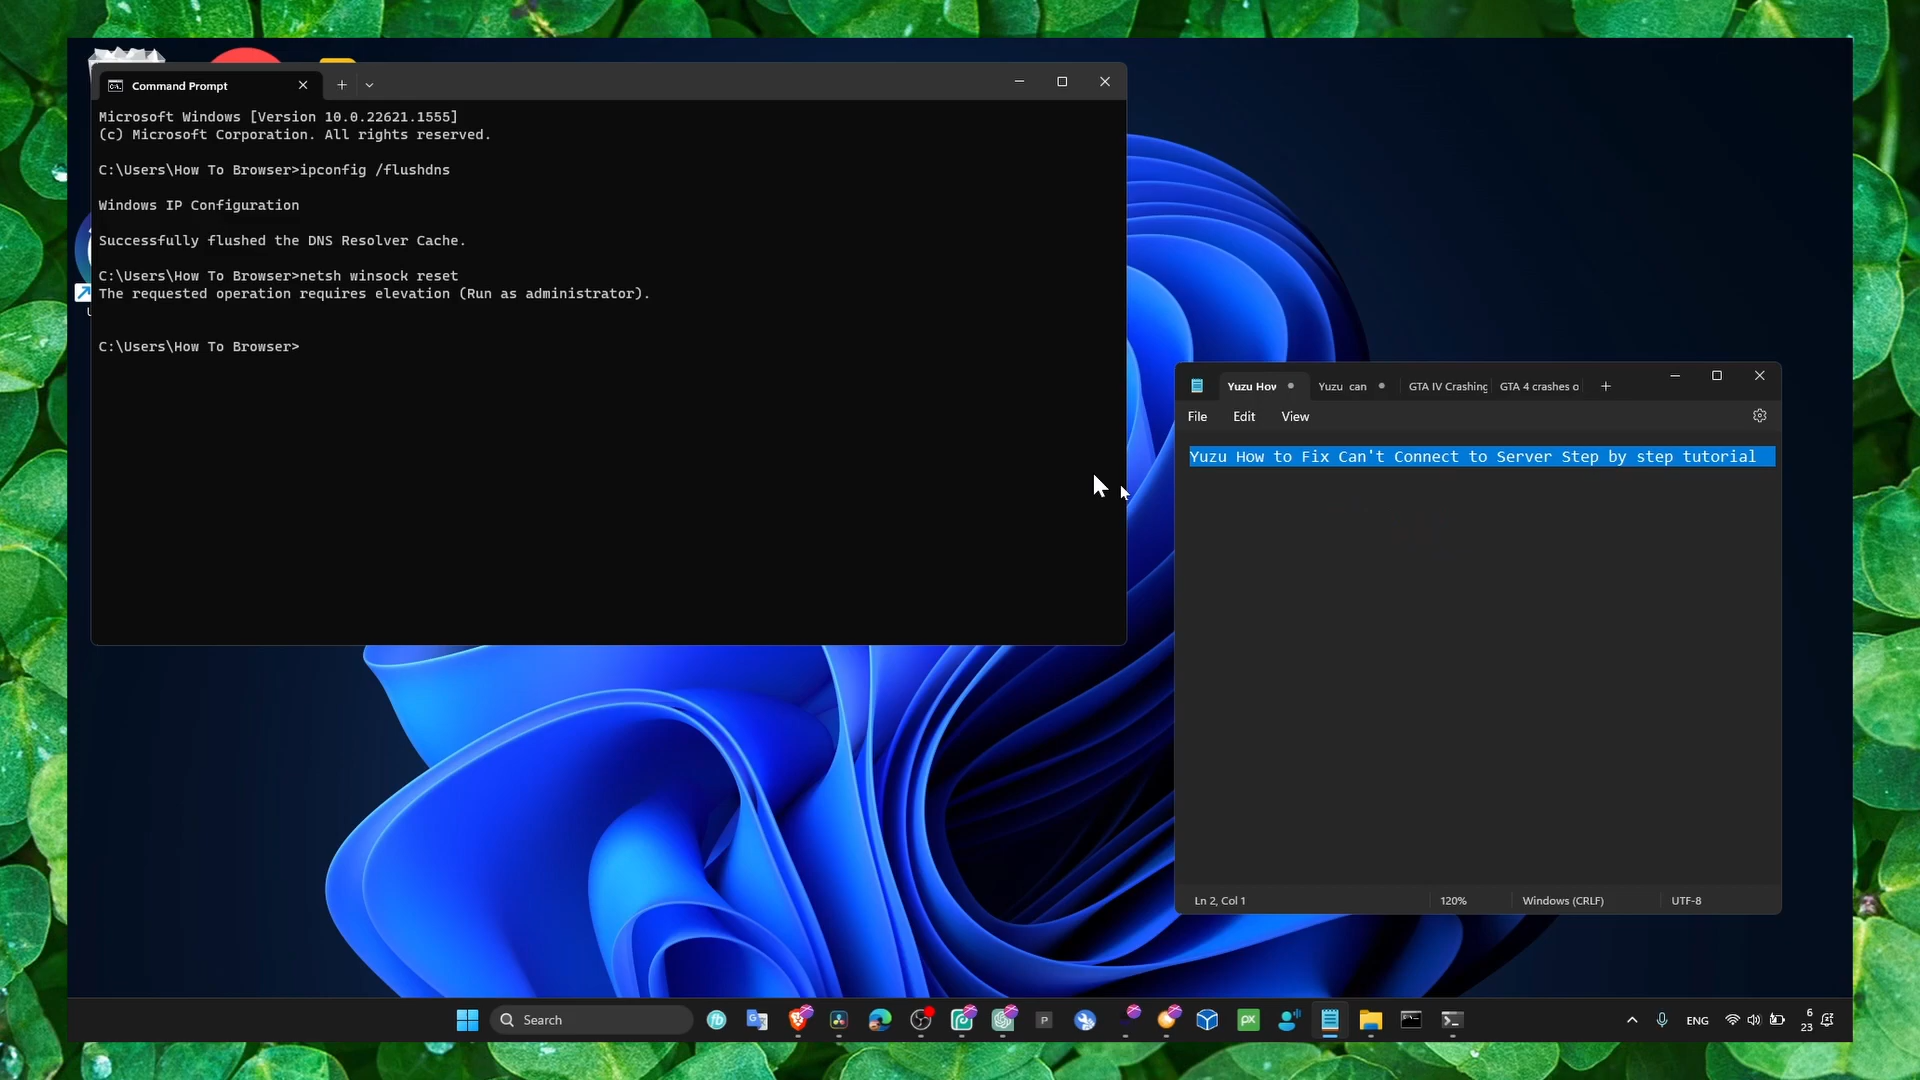 Command Prompt
Microsoft Windows [Version 10.0.22621.1555]
(c) Microsoft Corporation. All rights reserved.
C:\Users\How To Browser>ipconfig /flushdns
Windows IP Configuration
Successfully flushed the DNS Resolver Cache.
C:\Users\How To Browser>netsh winsock reset
The requested operation requires elevation (Run as administrator).
C:\Users\How To Browser>
Yuzu How
Yuzu can
GTA IV Crashing
GTA 4 crashes o
File Edit View
Yuzu How to Fix Can't Connect to Server Step by step tutorial
Ln 2, Col 1
120%
Windows (CRLF)
UTF-8
Search
P
PX
ENG
6
23